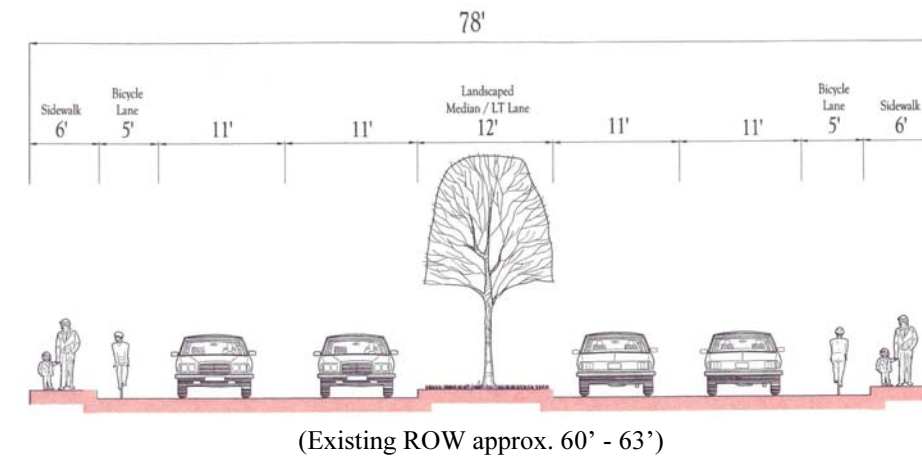 78'
Sidewalk
6'
Bicycle
Lane
5'
11'
11'
Landscaped
Median / LT Lane
12'
11'
11'
Bicycle
Lane
5'
Sidewalk
6'
(Existing ROW approx. 60’ - 63’)